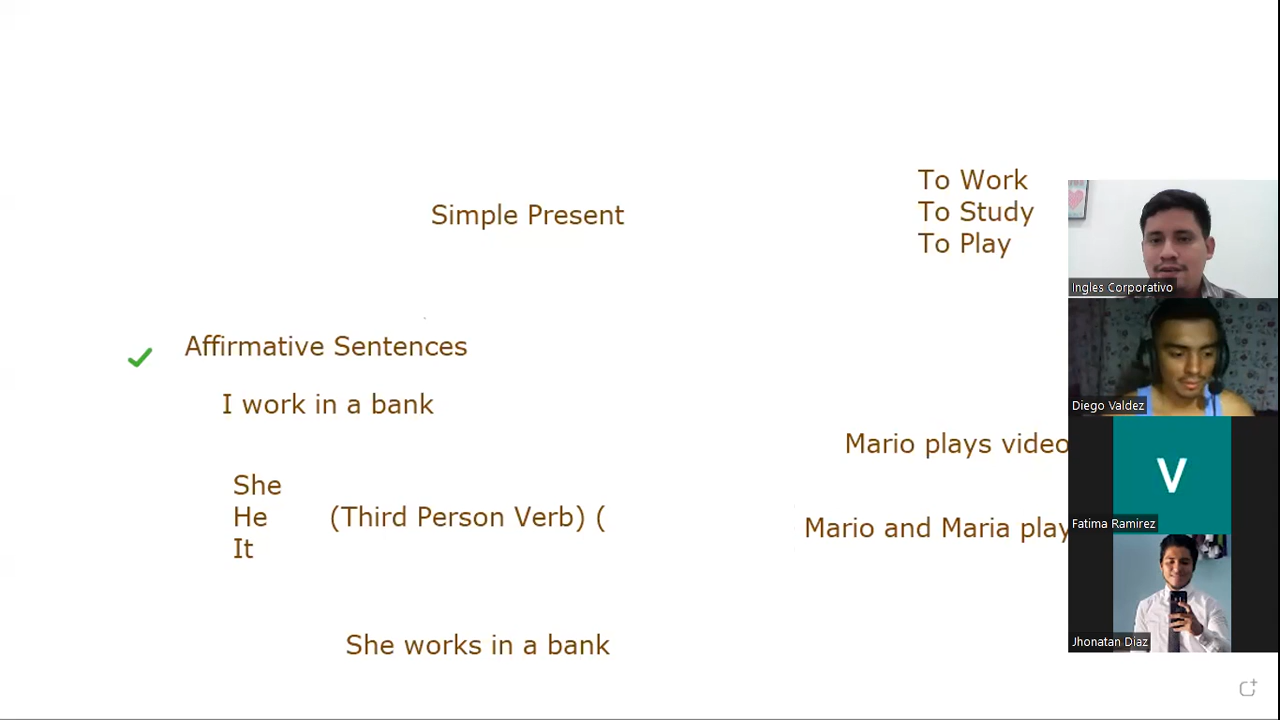 To Work
To Study
To Play
Simple Present
Ingles Corporativo
Affirmative Sentences
I work in a bank
Diego Valdez
Mario plays video
She
He
It
(Third Person Verb) (
Mario and Maria play
Fatima Ramirez
V
She works in a bank
Jhonatan Diaz